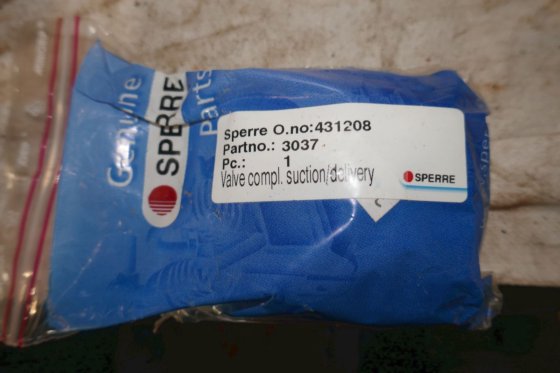 Genuine
SPERRE
Parts
Sperre O.no:431208
Partno.: 3037
Pc.: 1
Valve compl. suction/delivery
SPERRE